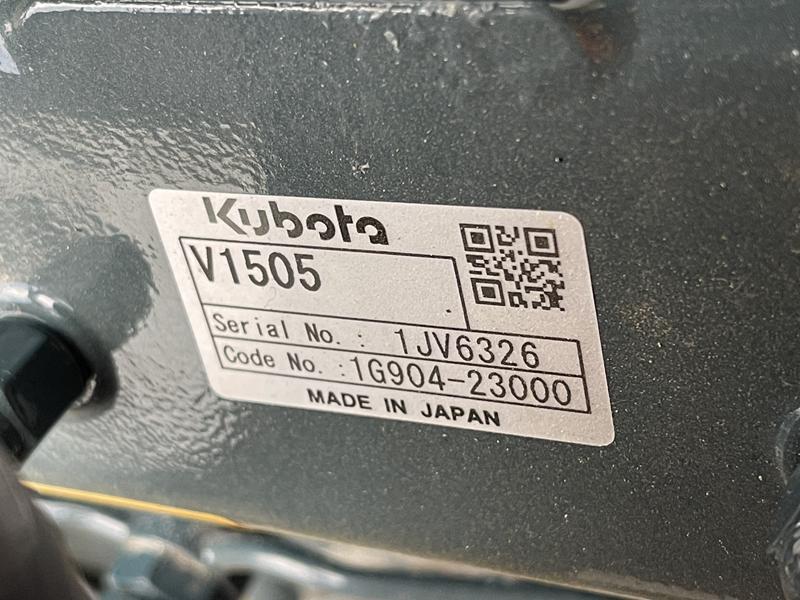 Kubota
V1505
Serial No. : 1JV6326
Code No. :1G904-23000
MADE IN JAPAN